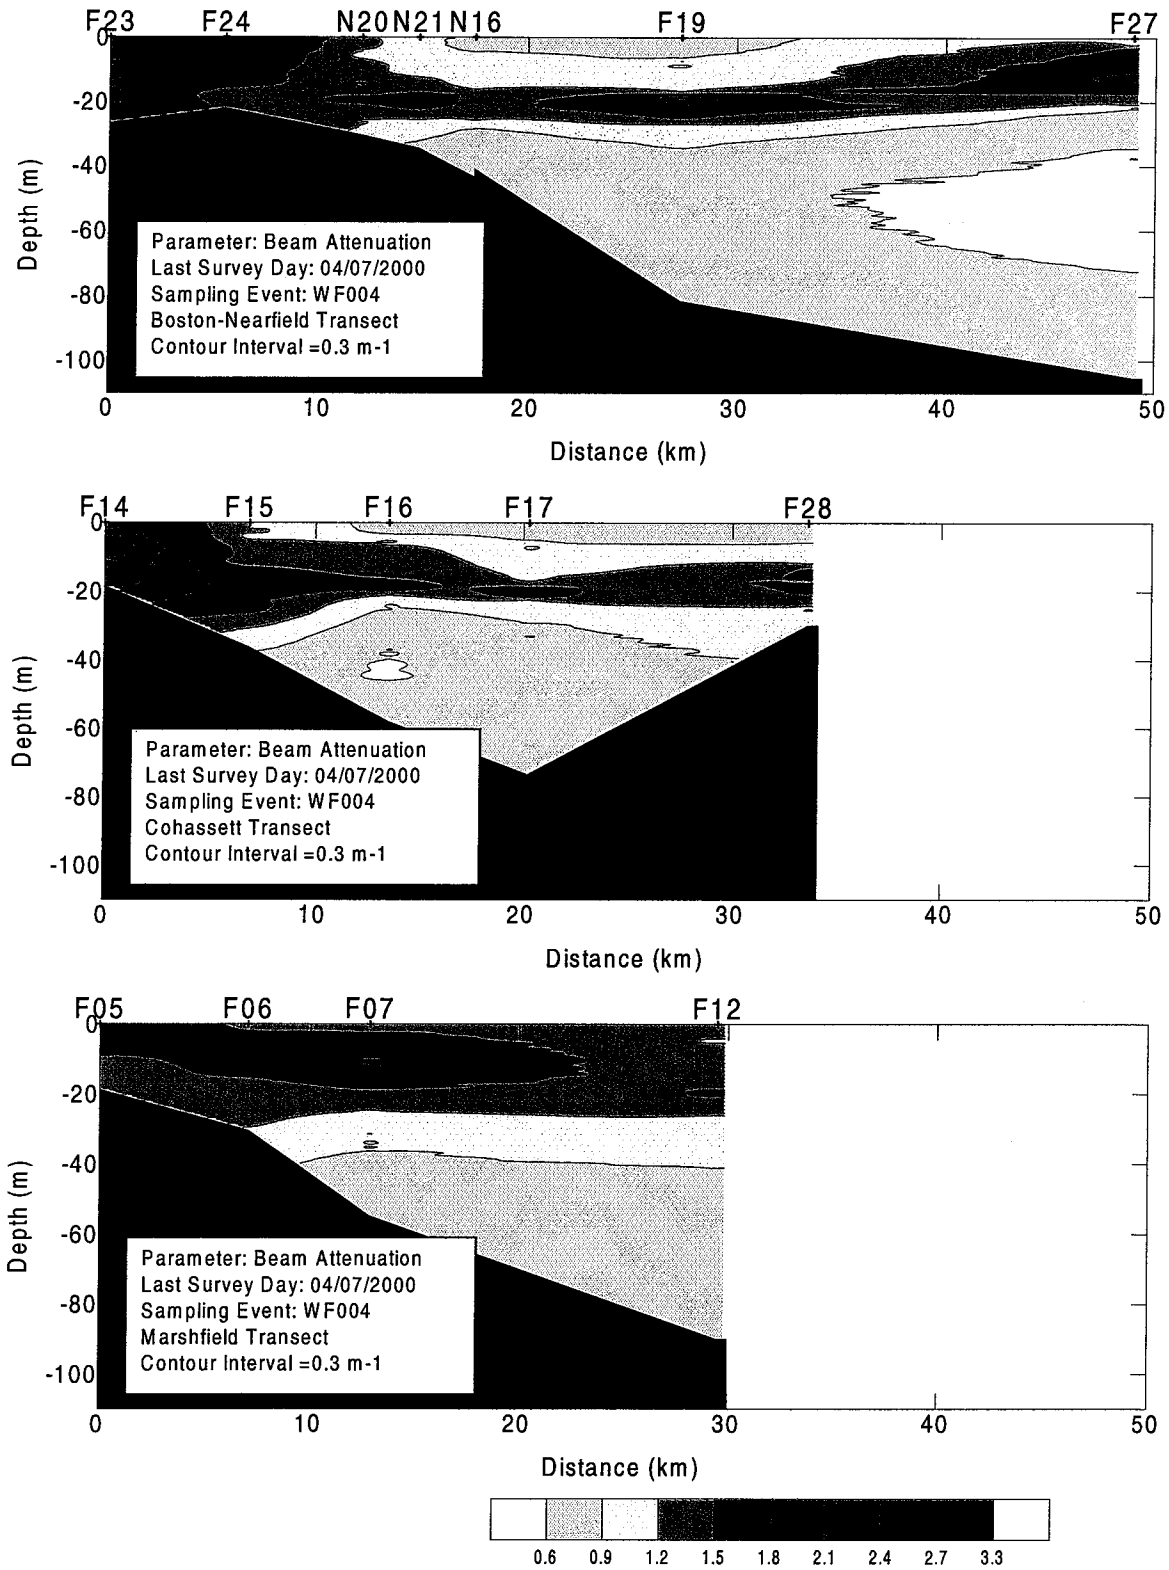 F23 F24 N20 N21 N16 F19 F27
0
-20
-40
-60
-80
-100
Depth (m)
Parameter: Beam Attenuation
Last Survey Day: 04/07/2000
Sampling Event: WF004
Boston-Nearfield Transect
Contour Interval =0.3 m-1
0 10 20 30 40 50
Distance (km)
F14 F15 F16 F17 F28
0
-20
-40
-60
-80
-100
Depth (m)
Parameter: Beam Attenuation
Last Survey Day: 04/07/2000
Sampling Event: WF004
Cohassett Transect
Contour Interval =0.3 m-1
0 10 20 30 40 50
Distance (km)
F05 F06 F07 F12
0
-20
-40
-60
-80
-100
Depth (m)
Parameter: Beam Attenuation
Last Survey Day: 04/07/2000
Sampling Event: WF004
Marshfield Transect
Contour Interval =0.3 m-1
0 10 20 30 40 50
Distance (km)
0.6 0.9 1.2 1.5 1.8 2.1 2.4 2.7 3.3